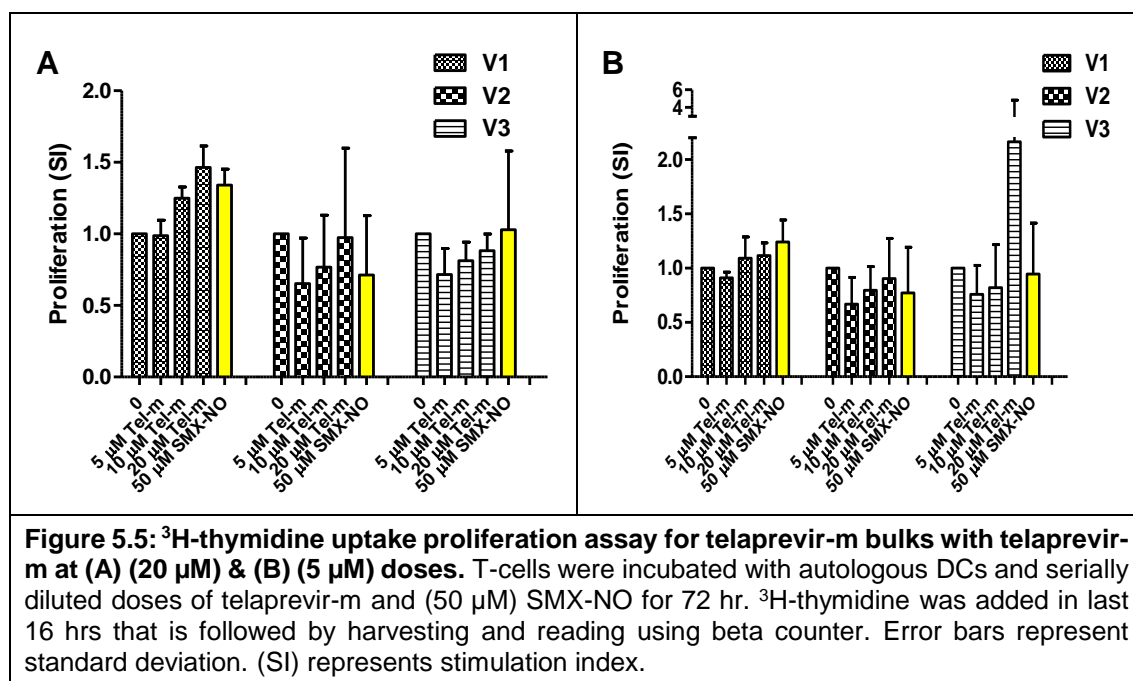 A
V1
V2
V3
2.0
1.5
1.0
0.5
0.0
Proliferation (SI)
0
5 µM Tel-m
10 µM Tel-m
20 µM Tel-m
50 µM SMX-NO
0
5 µM Tel-m
10 µM Tel-m
20 µM Tel-m
50 µM SMX-NO
0
5 µM Tel-m
10 µM Tel-m
20 µM Tel-m
50 µM SMX-NO
B
V1
V2
V3
6
4
2.0
1.5
1.0
0.5
0.0
Proliferation (SI)
0
5 µM Tel-m
10 µM Tel-m
20 µM Tel-m
50 µM SMX-NO
0
5 µM Tel-m
10 µM Tel-m
20 µM Tel-m
50 µM SMX-NO
0
5 µM Tel-m
10 µM Tel-m
20 µM Tel-m
50 µM SMX-NO
Figure 5.5: ³H-thymidine uptake proliferation assay for telaprevir-m bulks with telaprevir-
m at (A) (20 µM) & (B) (5 µM) doses. T-cells were incubated with autologous DCs and serially
diluted doses of telaprevir-m and (50 µM) SMX-NO for 72 hr. ³H-thymidine was added in last
16 hrs that is followed by harvesting and reading using beta counter. Error bars represent
standard deviation. (SI) represents stimulation index.